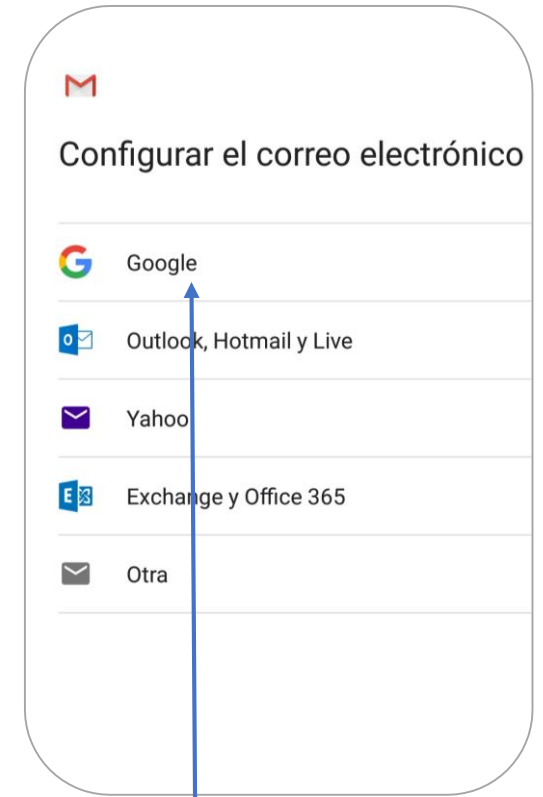 Configurar el correo electrónico
Google
Outlook, Hotmail y Live
Yahoo
Exchange y Office 365
Otra